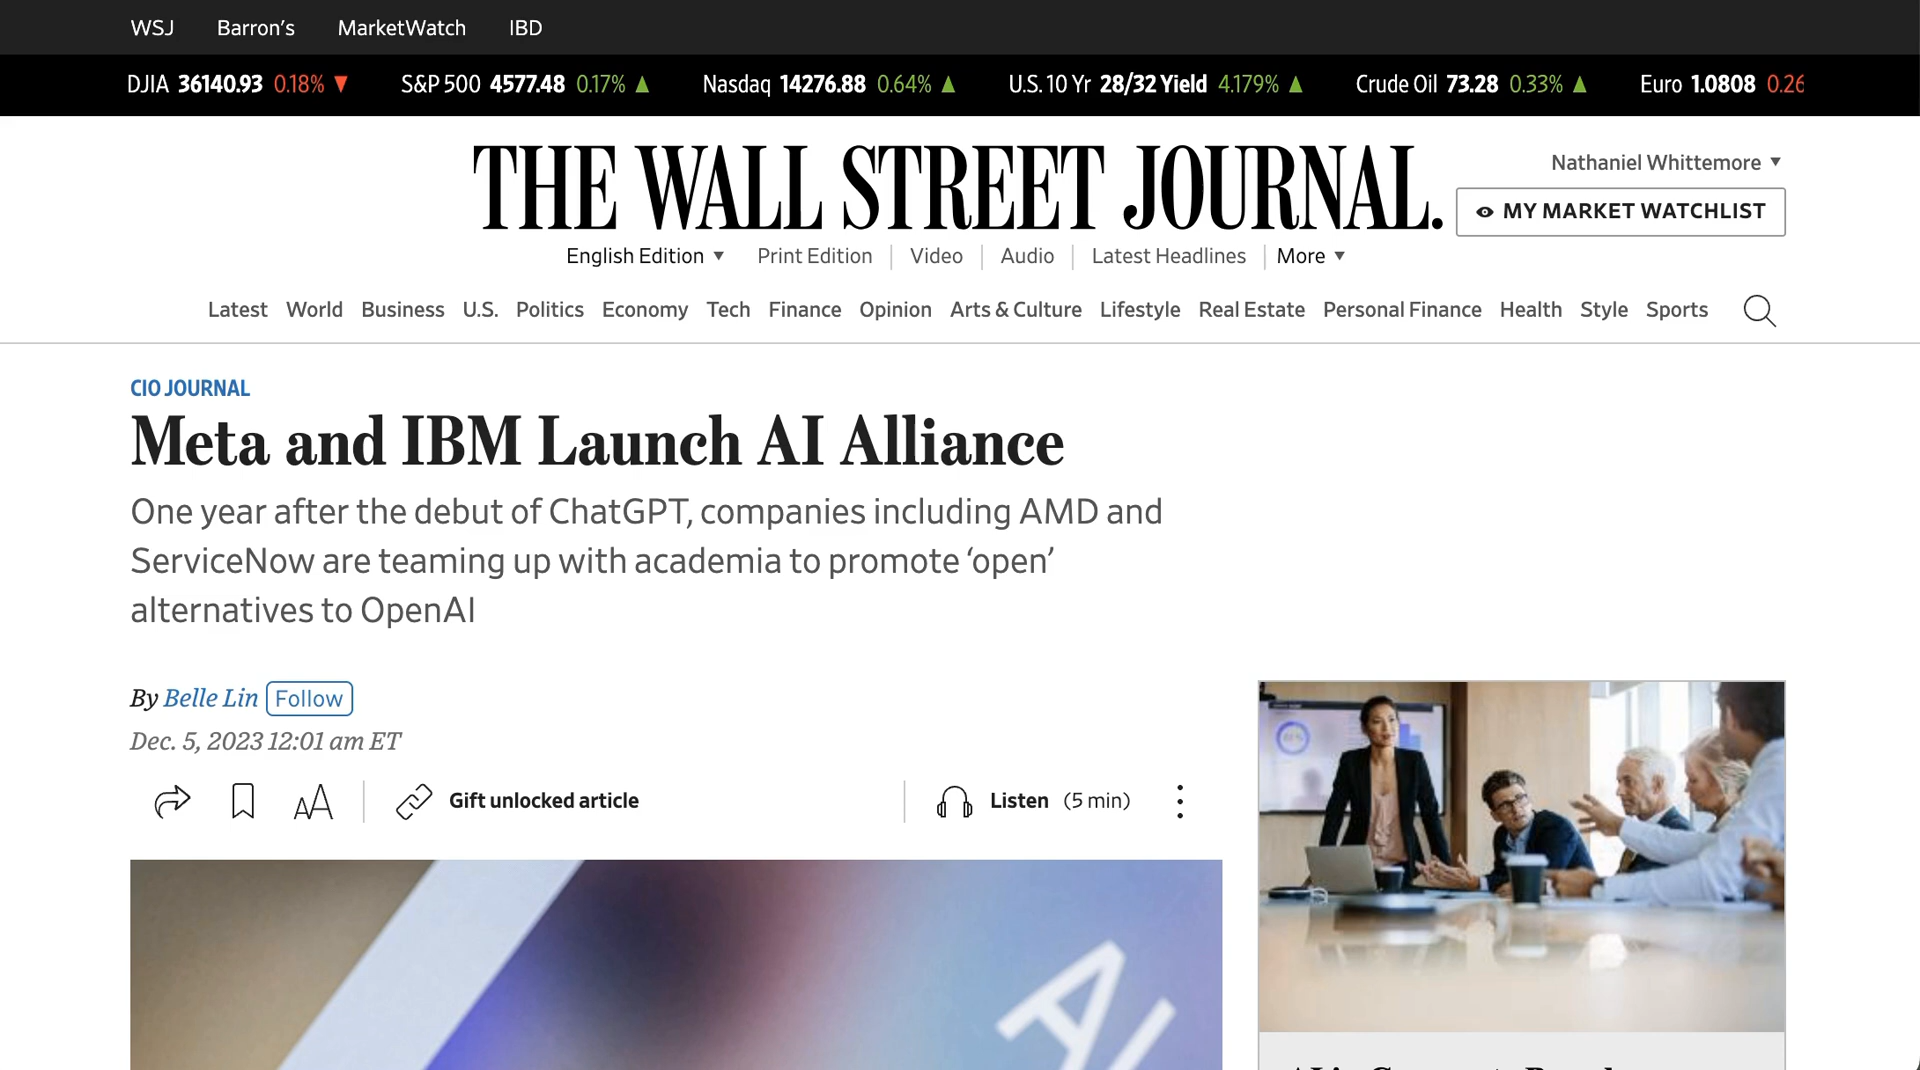 WSJ Barron's MarketWatch IBD
DJIA 36140.93 0.18% ▼ S&P 500 4577.48 0.17% ▲ Nasdaq 14276.88 0.64% ▲ U.S. 10 Yr 28/32 Yield 4.179% ▲ Crude Oil 73.28 0.33% ▲ Euro 1.0808 0.26
THE WALL STREET JOURNAL.
Nathaniel Whittemore ▼
MY MARKET WATCHLIST
English Edition ▼ Print Edition | Video | Audio | Latest Headlines | More ▼
Latest World Business U.S. Politics Economy Tech Finance Opinion Arts & Culture Lifestyle Real Estate Personal Finance Health Style Sports
CIO JOURNAL
Meta and IBM Launch AI Alliance
One year after the debut of ChatGPT, companies including AMD and
ServiceNow are teaming up with academia to promote ‘open’
alternatives to OpenAI
By Belle Lin Follow
Dec. 5, 2023 12:01 am ET
AA Gift unlocked article Listen (5 min)
AI